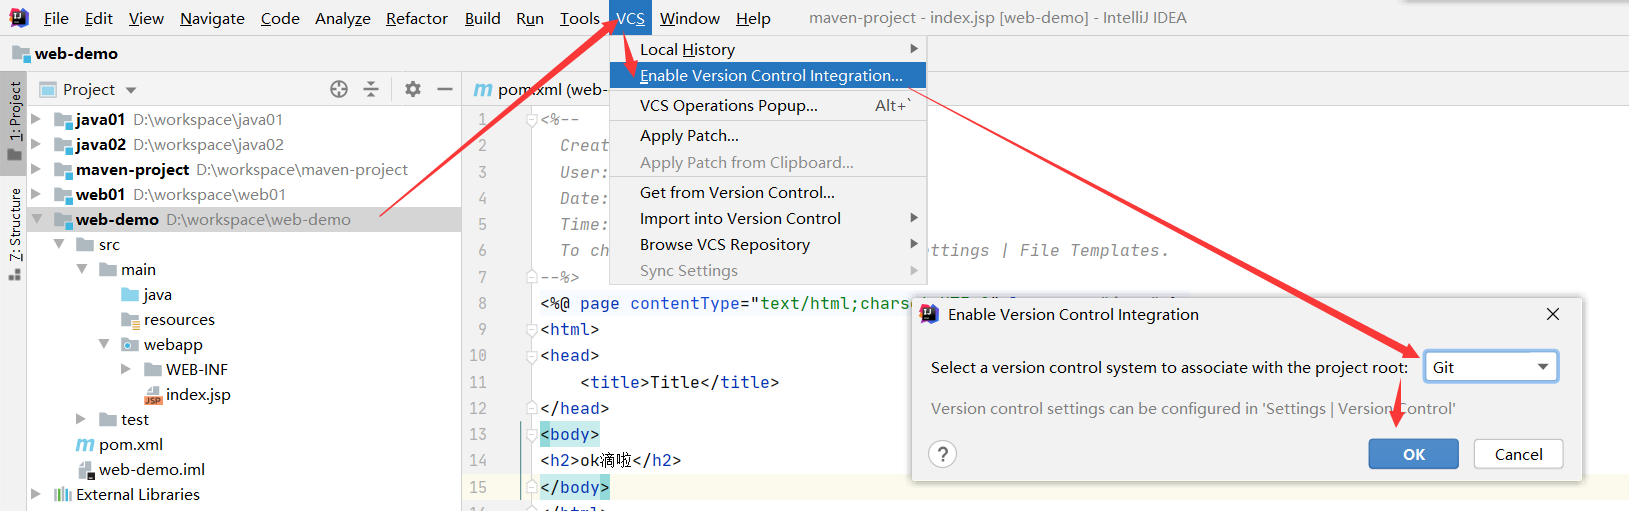 File Edit View Navigate Code Analyze Refactor Build Run Tools VCS Window Help maven-project - index.jsp [web-demo] - IntelliJ IDEA
web-demo
1: Project
7: Structure
Project
java01 D:\workspace\java01
java02 D:\workspace\java02
maven-project D:\workspace\maven-project
web01 D:\workspace\web01
web-demo D:\workspace\web-demo
src
main
java
resources
webapp
WEB-INF
index.jsp
test
pom.xml
web-demo.iml
External Libraries
Local History
Enable Version Control Integration...
VCS Operations Popup... Alt+`
Apply Patch...
Apply Patch from Clipboard...
Get from Version Control...
Import into Version Control
Browse VCS Repository
Sync Settings
pom.xml (web-
1 <%--
2 Creat
3 User:
4 Date:
5 Time:
6 To ch ettings | File Templates.
7 --%>
8 <%@ page contentType="text/html;chars
9 <html>
10 <head>
11 <title>Title</title>
12 </head>
13 <body>
14 <h2>ok滴啦</h2>
15 </body>
</html>
Enable Version Control Integration
Select a version control system to associate with the project root: Git
Version control settings can be configured in 'Settings | Version Control'
? OK Cancel